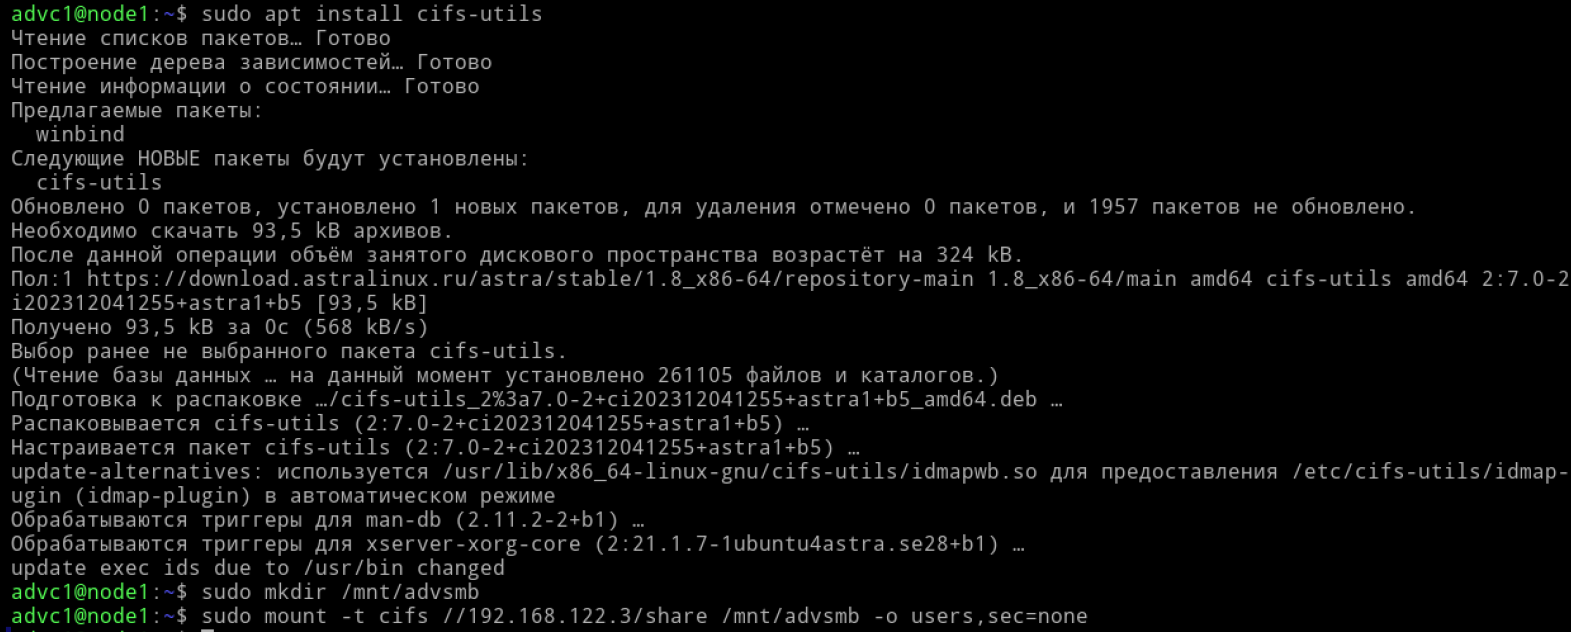 advc1@node1:~$ sudo apt install cifs-utils
Чтение списков пакетов… Готово
Построение дерева зависимостей… Готово
Чтение информации о состоянии… Готово
Предлагаемые пакеты:
  winbind
Следующие НОВЫЕ пакеты будут установлены:
  cifs-utils
Обновлено 0 пакетов, установлено 1 новых пакетов, для удаления отмечено 0 пакетов, и 1957 пакетов не обновлено.
Необходимо скачать 93,5 kB архивов.
После данной операции объём занятого дискового пространства возрастёт на 324 kB.
Пол:1 https://download.astralinux.ru/astra/stable/1.8_x86-64/repository-main 1.8_x86-64/main amd64 cifs-utils amd64 2:7.0-2
i202312041255+astra1+b5 [93,5 kB]
Получено 93,5 kB за 0с (568 kB/s)
Выбор ранее не выбранного пакета cifs-utils.
(Чтение базы данных … на данный момент установлено 261105 файлов и каталогов.)
Подготовка к распаковке …/cifs-utils_2%3a7.0-2+ci202312041255+astra1+b5_amd64.deb …
Распаковывается cifs-utils (2:7.0-2+ci202312041255+astra1+b5) …
Настраивается пакет cifs-utils (2:7.0-2+ci202312041255+astra1+b5) …
update-alternatives: используется /usr/lib/x86_64-linux-gnu/cifs-utils/idmapwb.so для предоставления /etc/cifs-utils/idmap-
ugin (idmap-plugin) в автоматическом режиме
Обрабатываются триггеры для man-db (2.11.2-2+b1) …
Обрабатываются триггеры для xserver-xorg-core (2:21.1.7-1ubuntu4astra.se28+b1) …
update exec ids due to /usr/bin changed
advc1@node1:~$ sudo mkdir /mnt/advsmb
advc1@node1:~$ sudo mount -t cifs //192.168.122.3/share /mnt/advsmb -o users,sec=none